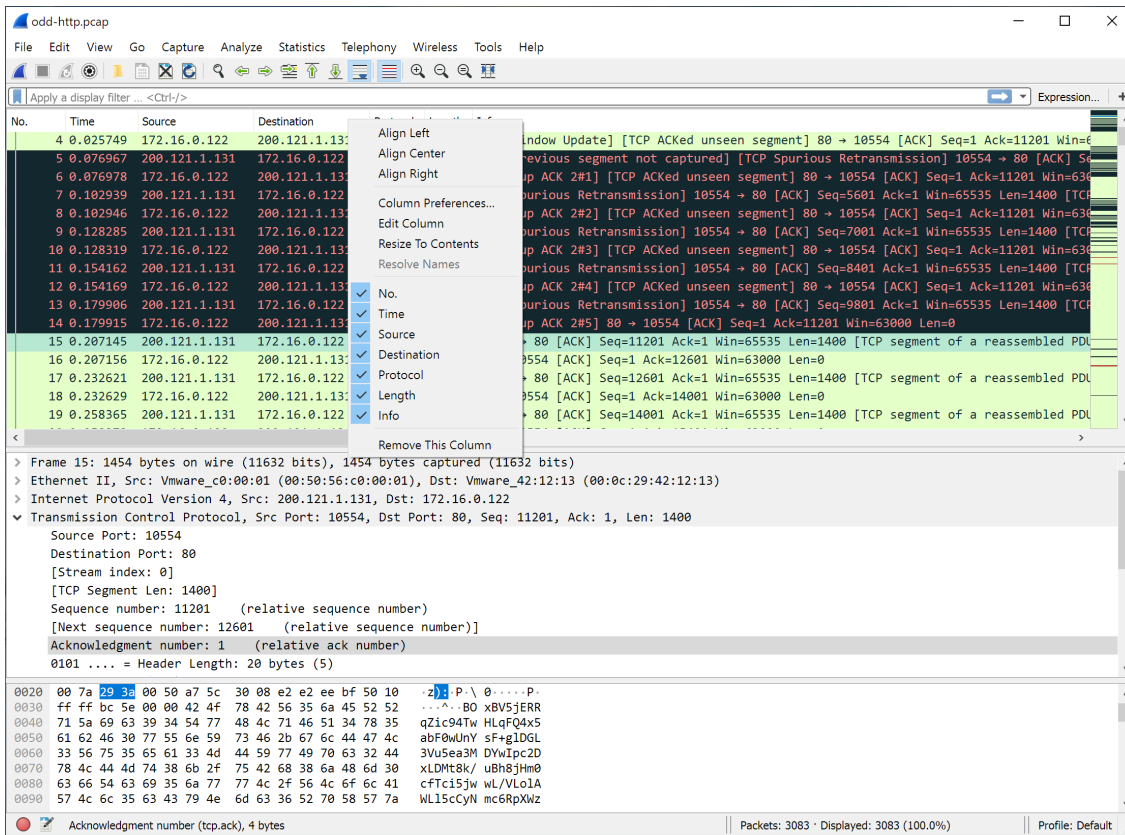 odd-http.pcap
File Edit View Go Capture Analyze Statistics Telephony Wireless Tools Help
Apply a display filter ... <Ctrl-/> Expression... +
No. Time Source Destination
4 0.025749 172.16.0.122 200.121.1.131 indow Update] [TCP ACKed unseen segment] 80 → 10554 [ACK] Seq=1 Ack=11201 Win=6
5 0.076967 200.121.1.131 172.16.0.122 revious segment not captured] [TCP Spurious Retransmission] 10554 → 80 [ACK] Se
6 0.076978 172.16.0.122 200.121.1.131 up ACK 2#1] [TCP ACKed unseen segment] 80 → 10554 [ACK] Seq=1 Ack=11201 Win=630
7 0.102939 200.121.1.131 172.16.0.122 purious Retransmission] 10554 → 80 [ACK] Seq=5601 Ack=1 Win=65535 Len=1400 [TCP
8 0.102946 172.16.0.122 200.121.1.131 up ACK 2#2] [TCP ACKed unseen segment] 80 → 10554 [ACK] Seq=1 Ack=11201 Win=630
9 0.128285 200.121.1.131 172.16.0.122 purious Retransmission] 10554 → 80 [ACK] Seq=7001 Ack=1 Win=65535 Len=1400 [TCP
10 0.128319 172.16.0.122 200.121.1.131 up ACK 2#3] [TCP ACKed unseen segment] 80 → 10554 [ACK] Seq=1 Ack=11201 Win=630
11 0.154162 200.121.1.131 172.16.0.122 purious Retransmission] 10554 → 80 [ACK] Seq=8401 Ack=1 Win=65535 Len=1400 [TCP
12 0.154169 172.16.0.122 200.121.1.131 up ACK 2#4] [TCP ACKed unseen segment] 80 → 10554 [ACK] Seq=1 Ack=11201 Win=630
13 0.179906 200.121.1.131 172.16.0.122 purious Retransmission] 10554 → 80 [ACK] Seq=9801 Ack=1 Win=65535 Len=1400 [TCP
14 0.179915 172.16.0.122 200.121.1.131 up ACK 2#5] 80 → 10554 [ACK] Seq=1 Ack=11201 Win=63000 Len=0
15 0.207145 200.121.1.131 172.16.0.122 → 80 [ACK] Seq=11201 Ack=1 Win=65535 Len=1400 [TCP segment of a reassembled PDU
16 0.207156 172.16.0.122 200.121.1.131 0554 [ACK] Seq=1 Ack=12601 Win=63000 Len=0
17 0.232621 200.121.1.131 172.16.0.122 → 80 [ACK] Seq=12601 Ack=1 Win=65535 Len=1400 [TCP segment of a reassembled PDU
18 0.232629 172.16.0.122 200.121.1.131 0554 [ACK] Seq=1 Ack=14001 Win=63000 Len=0
19 0.258365 200.121.1.131 172.16.0.122 → 80 [ACK] Seq=14001 Ack=1 Win=65535 Len=1400 [TCP segment of a reassembled PDU
Align Left
Align Center
Align Right
Column Preferences...
Edit Column
Resize To Contents
Resolve Names
No.
Time
Source
Destination
Protocol
Length
Info
Remove This Column
Frame 15: 1454 bytes on wire (11632 bits), 1454 bytes captured (11632 bits)
Ethernet II, Src: Vmware_c0:00:01 (00:50:56:c0:00:01), Dst: Vmware_42:12:13 (00:0c:29:42:12:13)
Internet Protocol Version 4, Src: 200.121.1.131, Dst: 172.16.0.122
Transmission Control Protocol, Src Port: 10554, Dst Port: 80, Seq: 11201, Ack: 1, Len: 1400
Source Port: 10554
Destination Port: 80
[Stream index: 0]
[TCP Segment Len: 1400]
Sequence number: 11201 (relative sequence number)
[Next sequence number: 12601 (relative sequence number)]
Acknowledgment number: 1 (relative ack number)
0101 .... = Header Length: 20 bytes (5)
0020 00 7a 29 3a 00 50 a7 5c 30 08 e2 e2 ee bf 50 10 ·z):·P·\ 0·····P·
0030 ff ff bc 5e 00 00 42 4f 78 42 56 35 6a 45 52 52 ···^··BO xBV5jERR
0040 71 5a 69 63 39 34 54 77 48 4c 71 46 51 34 78 35 qZic94Tw HLqFQ4x5
0050 61 62 46 30 77 55 6e 59 73 46 2b 67 6c 44 47 4c abF0wUnY sF+glDGL
0060 33 56 75 35 65 61 33 4d 44 59 77 49 70 63 32 44 3Vu5ea3M DYwIpc2D
0070 78 4c 44 4d 74 38 6b 2f 75 42 68 38 6a 48 6d 30 xLDMt8k/ uBh8jHm0
0080 63 66 54 63 69 35 6a 77 77 4c 2f 56 4c 6f 6c 41 cfTci5jw wL/VLolA
0090 57 4c 6c 35 63 43 79 4e 6d 63 36 52 70 58 57 7a WLl5cCyN mc6RpXWz
Acknowledgment number (tcp.ack), 4 bytes Packets: 3083 · Displayed: 3083 (100.0%) Profile: Default